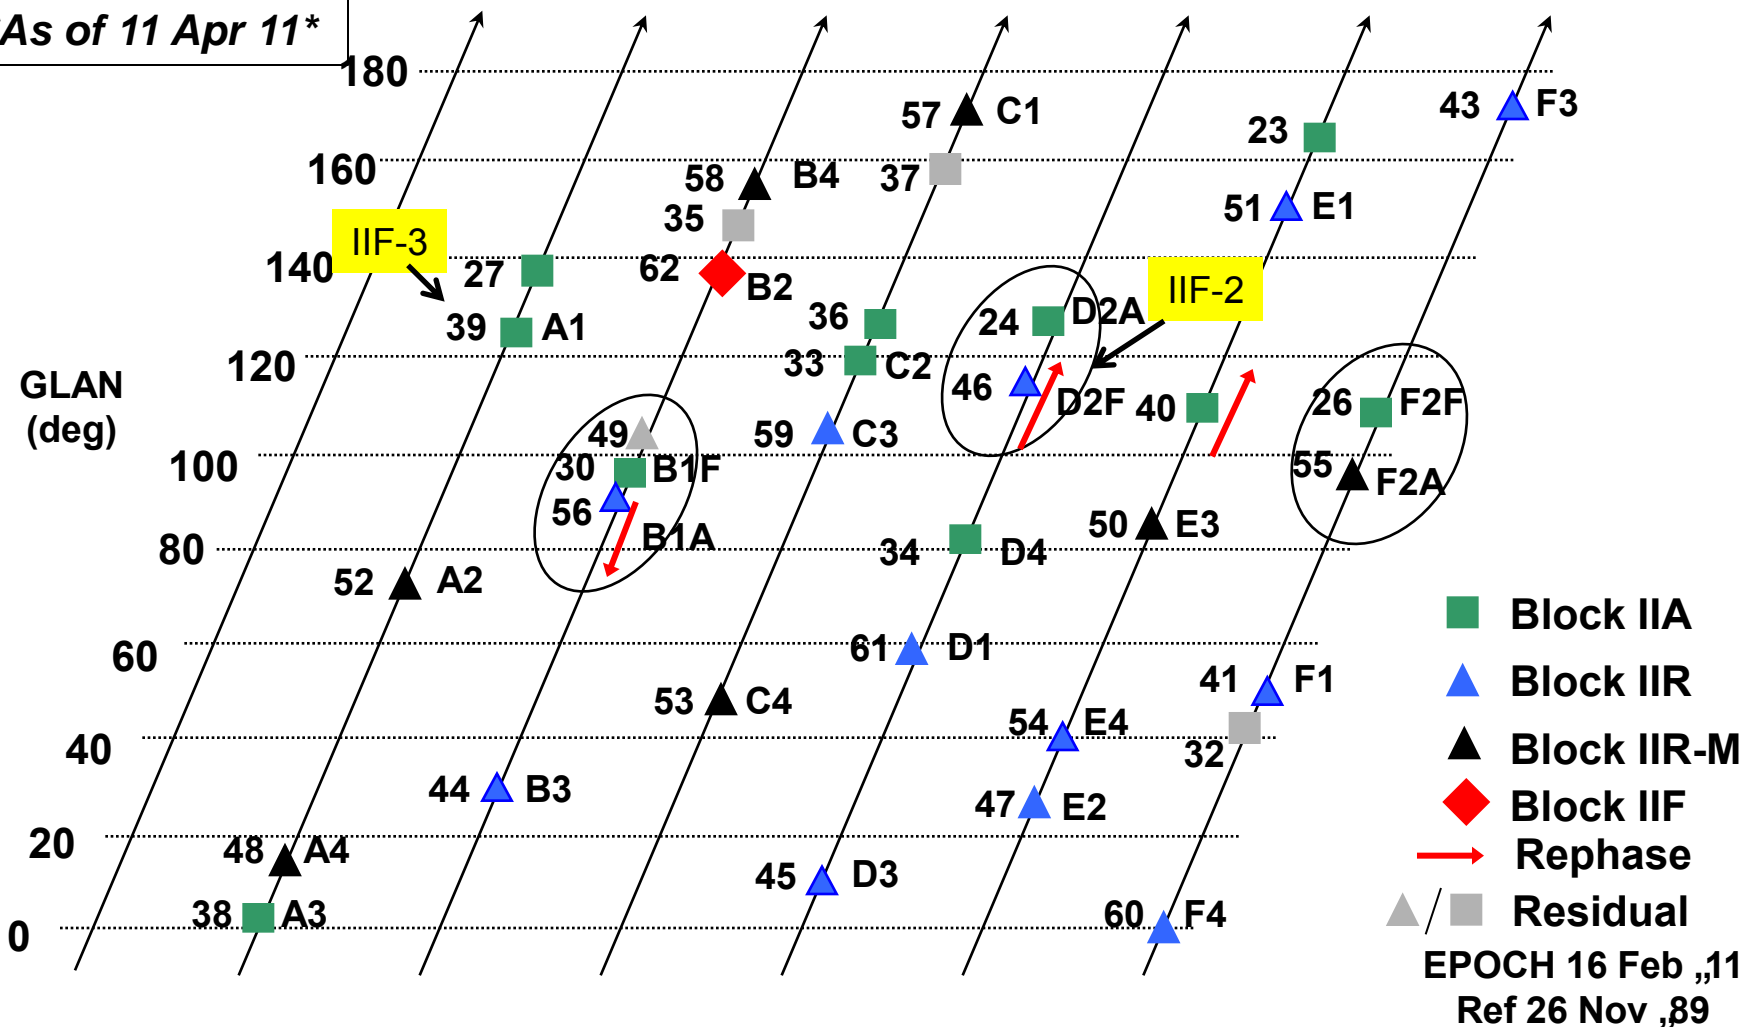 As of 11 Apr 11*
180
57 C1
43 F3
23
160
58 B4
37
35
51 E1
IIF-3
140
27
62 B2
IIF-2
39 A1
36
24 D2A
33 C2
120
GLAN
(deg)
46 D2F
40
26 F2F
49
59 C3
100
30 B1F
55 F2A
56 B1A
50 E3
80
34 D4
52 A2
60
61 D1
53 C4
41 F1
54 E4
32
40
44 B3
47 E2
20
48 A4
45 D3
38 A3
60 F4
0
Block IIA
Block IIR
Block IIR-M
Block IIF
Rephase
/ Residual
EPOCH 16 Feb „11
Ref 26 Nov „89